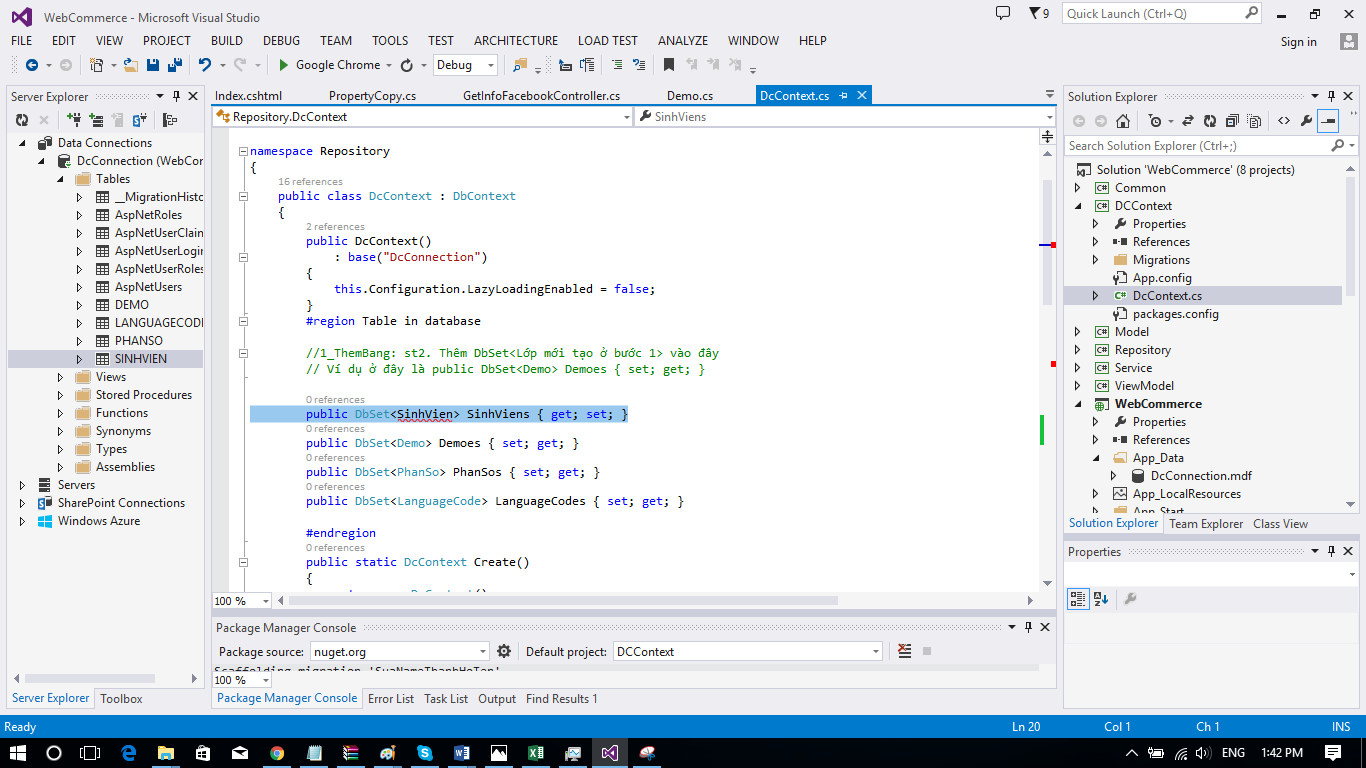 WebCommerce - Microsoft Visual Studio
9
Quick Launch (Ctrl+Q)
FILE EDIT VIEW PROJECT BUILD DEBUG TEAM TOOLS TEST ARCHITECTURE LOAD TEST ANALYZE WINDOW HELP
Sign in
Google Chrome
Debug
Server Explorer
Data Connections
DcConnection (WebCor
Tables
__MigrationHisto
AspNetRoles
AspNetUserClain
AspNetUserLogin
AspNetUserRoles
AspNetUsers
DEMO
LANGUAGECODE
PHANSO
SINHVIEN
Views
Stored Procedures
Functions
Synonyms
Types
Assemblies
Servers
SharePoint Connections
Windows Azure
Server Explorer Toolbox
Index.cshtml PropertyCopy.cs GetInfoFacebookController.cs Demo.cs DcContext.cs
Repository.DcContext SinhViens
namespace Repository
{
16 references
public class DcContext : DbContext
{
2 references
public DcContext()
: base("DcConnection")
{
this.Configuration.LazyLoadingEnabled = false;
}
#region Table in database
//1_ThemBang: st2. Thêm DbSet<Lớp mới tạo ở bước 1> vào đây
// Ví dụ ở đây là public DbSet<Demo> Demoes { set; get; }
0 references
public DbSet<SinhVien> SinhViens { get; set; }
0 references
public DbSet<Demo> Demoes { set; get; }
0 references
public DbSet<PhanSo> PhanSos { set; get; }
0 references
public DbSet<LanguageCode> LanguageCodes { set; get; }
#endregion
0 references
public static DcContext Create()
{
100 %
Package Manager Console
Package source: nuget.org Default project: DCContext
Scaffolding migration 'SuaNameThanhHoTen'
100 %
Package Manager Console Error List Task List Output Find Results 1
Solution Explorer
Search Solution Explorer (Ctrl+;)
Solution 'WebCommerce' (8 projects)
C# Common
C# DCContext
Properties
References
Migrations
App.config
C# DcContext.cs
packages.config
C# Model
C# Repository
C# Service
C# ViewModel
WebCommerce
Properties
References
App_Data
DcConnection.mdf
App_LocalResources
App_Start
Solution Explorer Team Explorer Class View
Properties
Ready Ln 20 Col 1 Ch 1 INS
ENG 1:42 PM